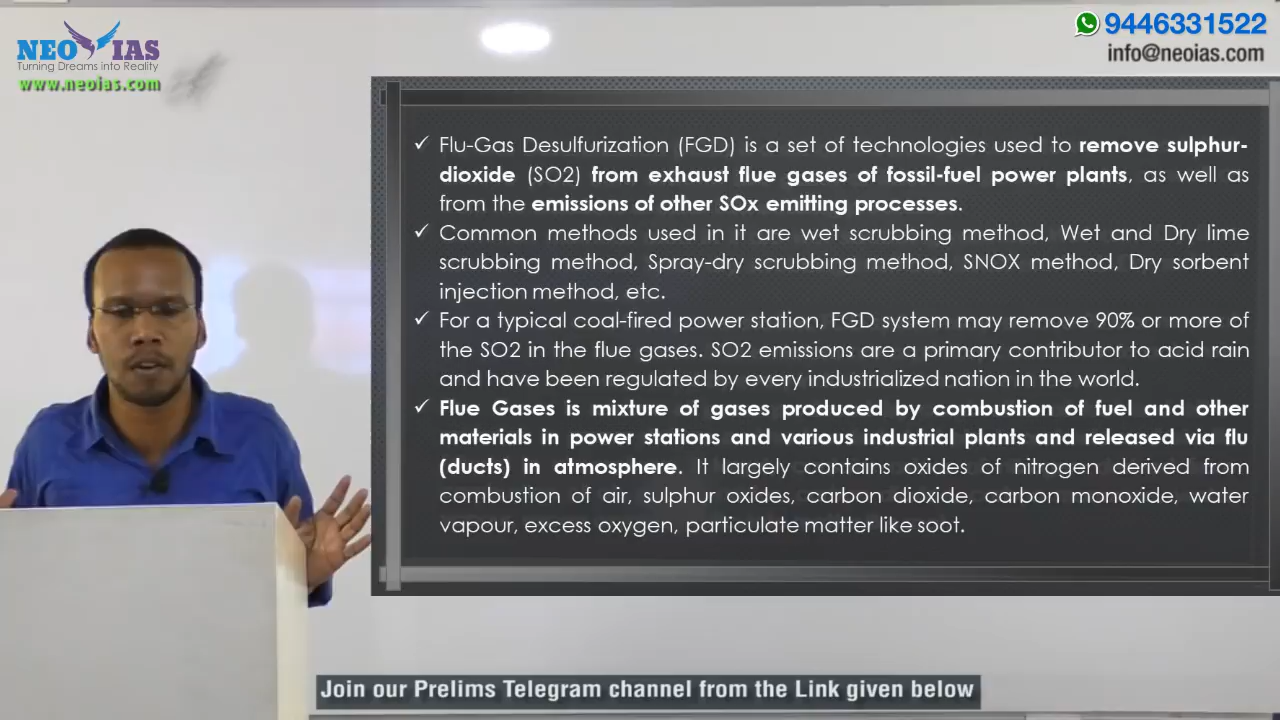 NEO IAS
Turning Dreams into Reality
www.neoias.com
9446331522
info@neoias.com
✓ Flu-Gas Desulfurization (FGD) is a set of technologies used to remove sulphur-
dioxide (SO2) from exhaust flue gases of fossil-fuel power plants, as well as
from the emissions of other SOx emitting processes.
✓ Common methods used in it are wet scrubbing method, Wet and Dry lime
scrubbing method, Spray-dry scrubbing method, SNOX method, Dry sorbent
injection method, etc.
✓ For a typical coal-fired power station, FGD system may remove 90% or more of
the SO2 in the flue gases. SO2 emissions are a primary contributor to acid rain
and have been regulated by every industrialized nation in the world.
✓ Flue Gases is mixture of gases produced by combustion of fuel and other
materials in power stations and various industrial plants and released via flu
(ducts) in atmosphere. It largely contains oxides of nitrogen derived from
combustion of air, sulphur oxides, carbon dioxide, carbon monoxide, water
vapour, excess oxygen, particulate matter like soot.
Join our Prelims Telegram channel from the Link given below